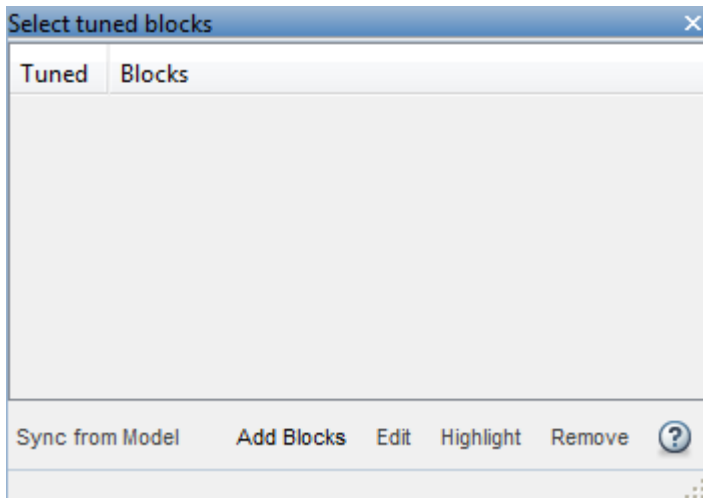 Select tuned blocks
Tuned Blocks
Sync from Model Add Blocks Edit Highlight Remove ?